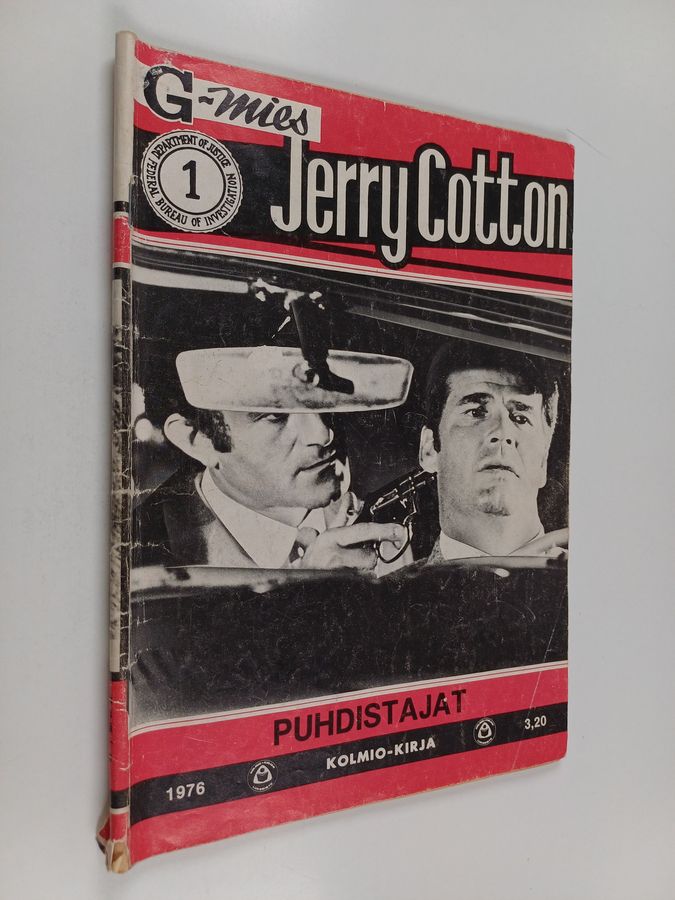 G-mies
Jerry Cotton
DEPARTMENT OF JUSTICE
FEDERAL BUREAU OF INVESTIGATION
1
PUHDISTAJAT
KOLMIO-KIRJA
3,20
1976